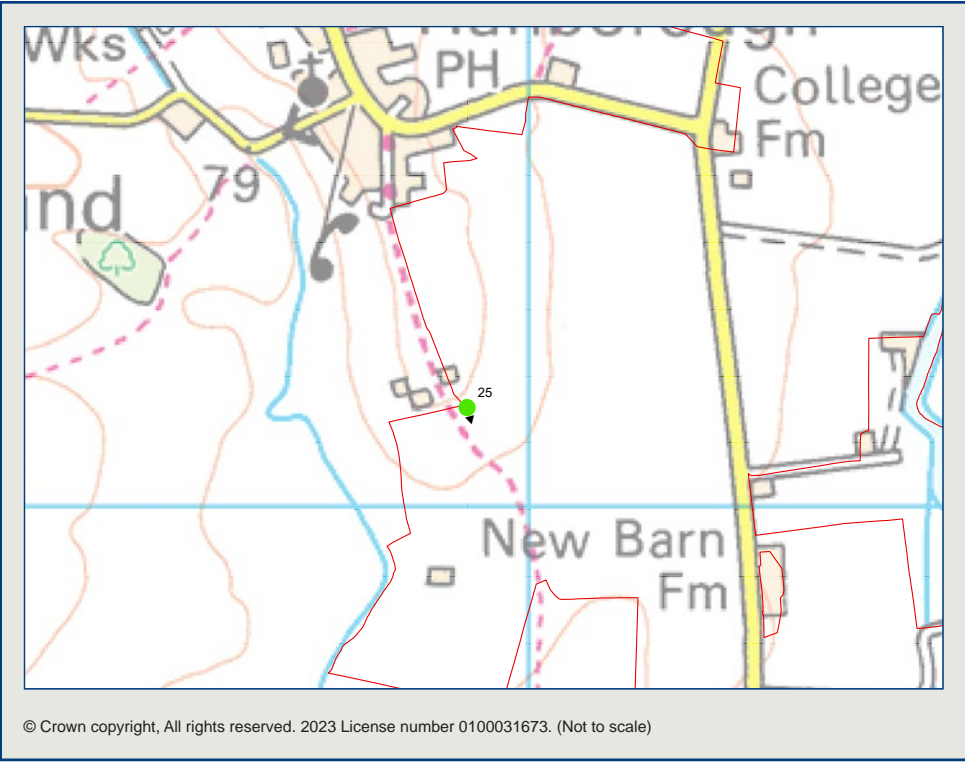 Wks
PH
College
Fm
79
nd
25
New Barn
Fm
© Crown copyright, All rights reserved. 2023 License number 0100031673. (Not to scale)